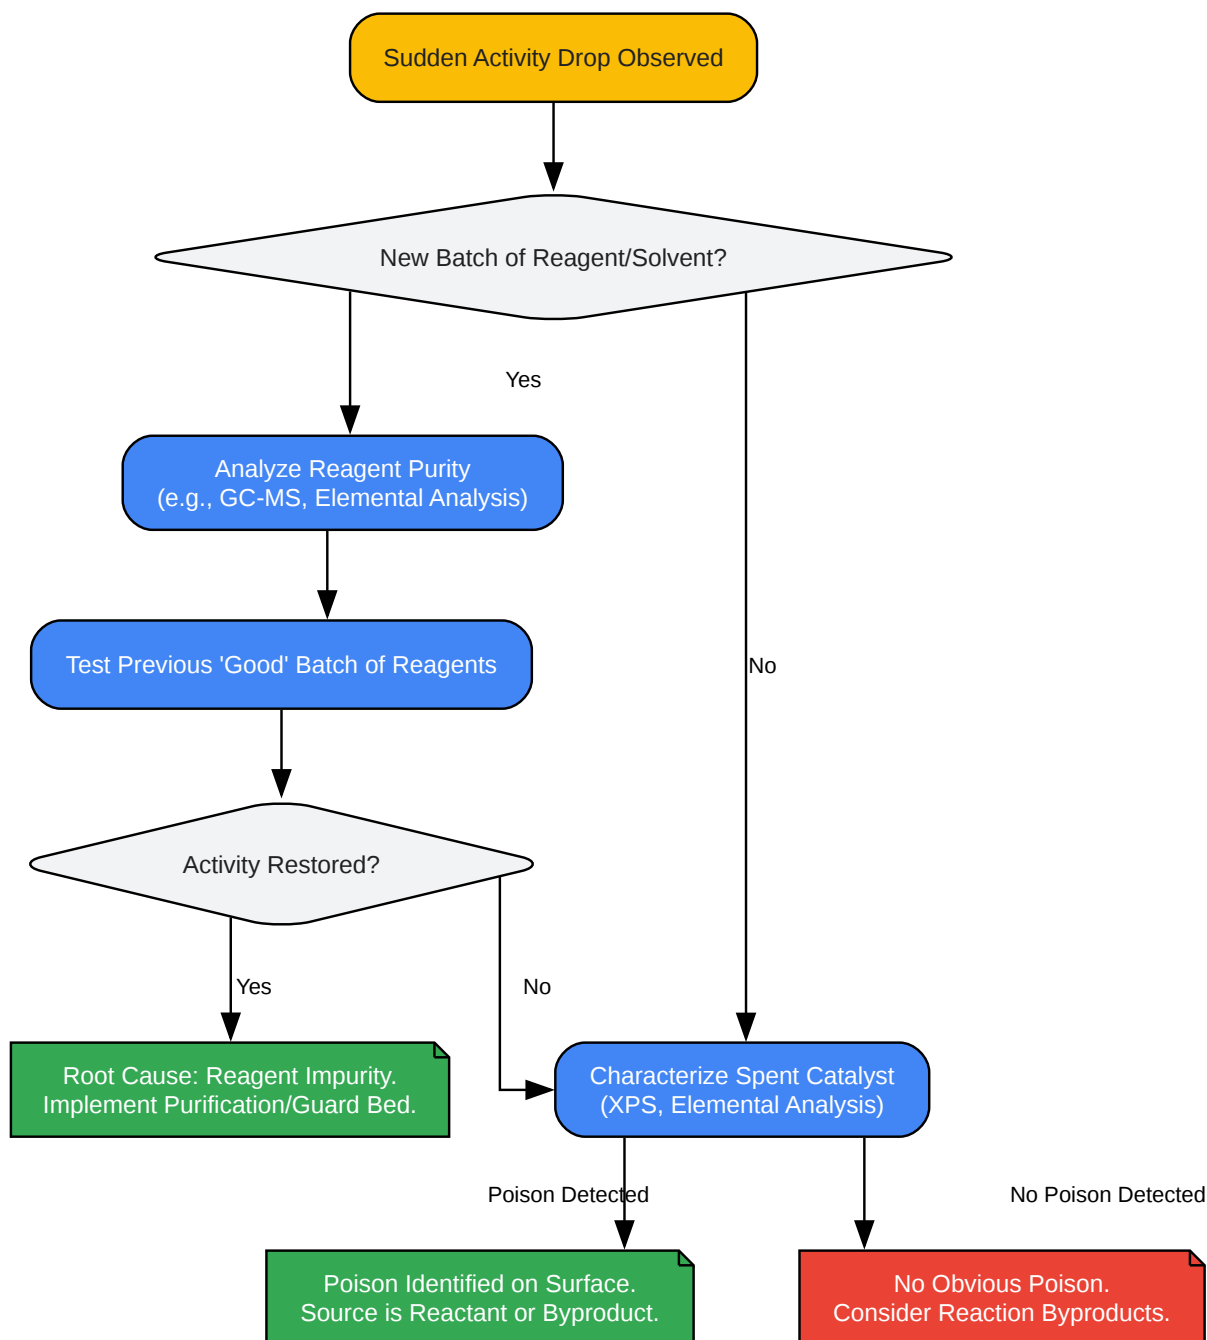 Sudden Activity Drop Observed
New Batch of Reagent/Solvent?
Yes
Analyze Reagent Purity
(e.g., GC-MS, Elemental Analysis)
Test Previous 'Good' Batch of Reagents
No
Activity Restored?
Yes
No
Root Cause: Reagent Impurity.
Implement Purification/Guard Bed.
Characterize Spent Catalyst
(XPS, Elemental Analysis)
Poison Detected
No Poison Detected
Poison Identified on Surface.
Source is Reactant or Byproduct.
No Obvious Poison.
Consider Reaction Byproducts.